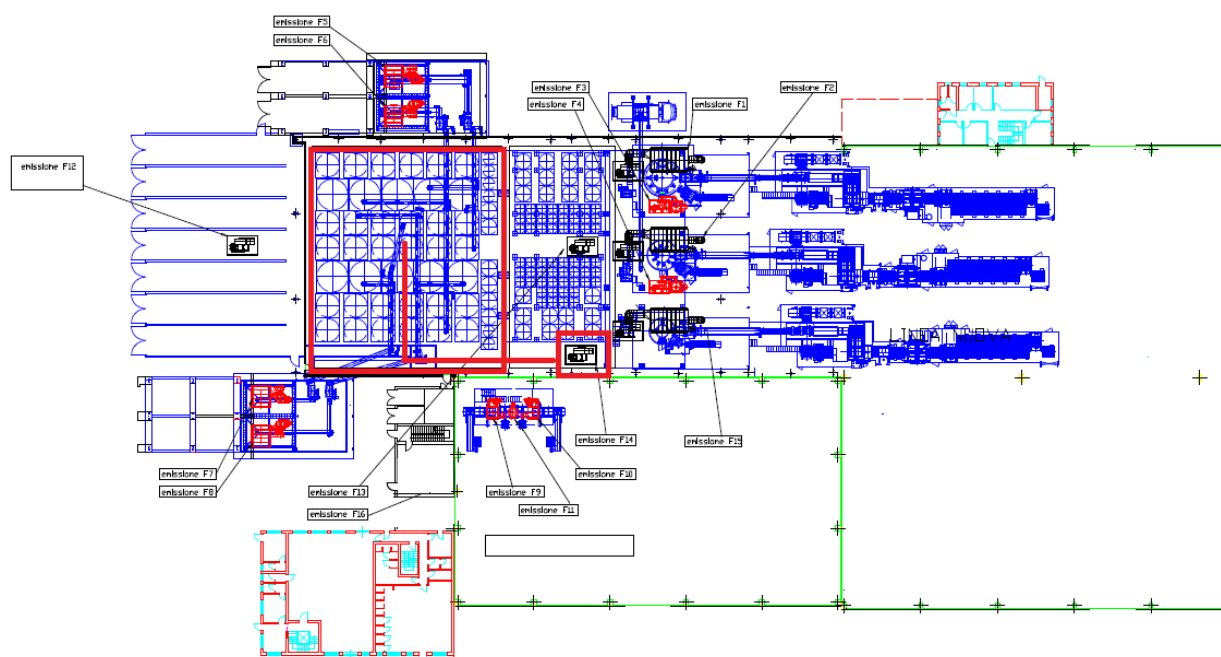 emissione F5
emissione F6
emissione F3
emissione F4
emissione F1
emissione F2
emissione F12
LINEA NUOVA
emissione F14
emissione F15
emissione F7
emissione F8
emissione F13
emissione F16
emissione F9
emissione F10
emissione F11